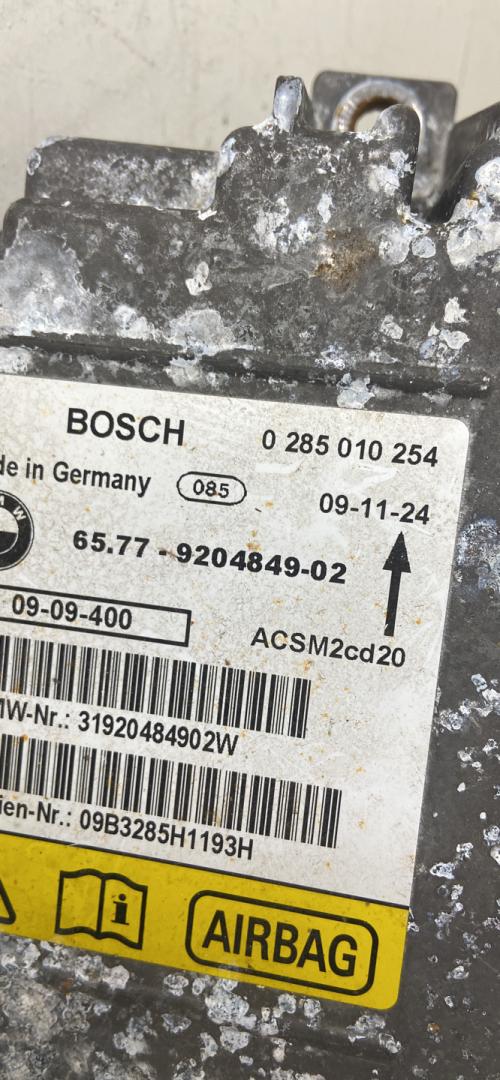 BOSCH 0 285 010 254
de in Germany 085 09-11-24
65.77 - 9204849-02
09-09-400
ACSM2cd20
MW-Nr.: 31920484902W
ien-Nr.: 09B3285H1193H
AIRBAG